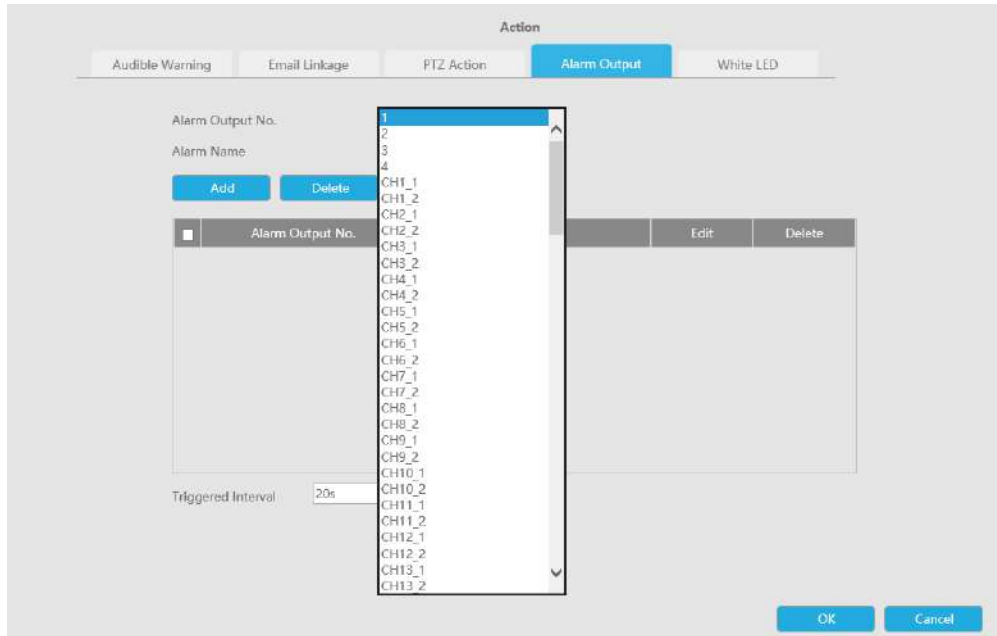 Action
Audible Warning Email Linkage PTZ Action Alarm Output White LED
Alarm Output No.
Alarm Name
Add Delete
Alarm Output No. Edit Delete
1
2
3
4
CH1_1
CH1_2
CH2_1
CH2_2
CH3_1
CH3_2
CH4_1
CH4_2
CH5_1
CH5_2
CH6_1
CH6_2
CH7_1
CH7_2
CH8_1
CH8_2
CH9_1
CH9_2
CH10_1
CH10_2
CH11_1
CH11_2
CH12_1
CH12_2
CH13_1
CH13_2
Triggered Interval 20s
OK Cancel